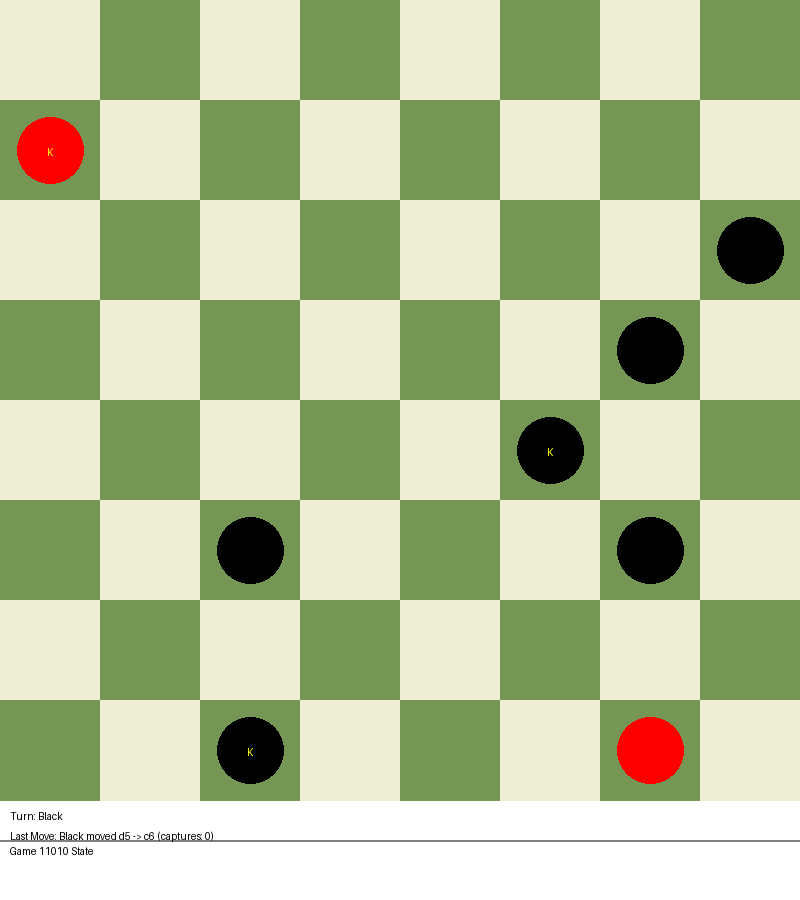 K
K
K
Turn: Black
Last Move: Black moved d5 -> c6 (captures: 0)
Game 11010 State